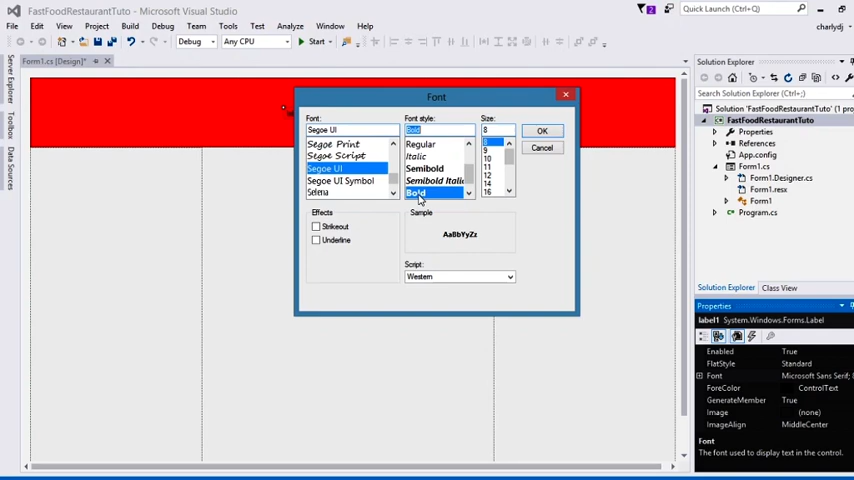 FastFoodRestaurantTuto - Microsoft Visual Studio
2
Quick Launch (Ctrl+Q)
File Edit View Project Build Debug Team Tools Test Analyze Window Help
charlydj
Debug Any CPU Start
Form1.cs [Design]*
Server Explorer
Toolbox
Data Sources
Font
Font:
Segoe UI
Segoe Print
Segoe Script
Segoe UI
Segoe UI Symbol
Selena
Font style:
Bold
Regular
Italic
Semibold
Semibold Italic
Bold
Size:
8
8
9
10
11
12
14
16
OK
Cancel
Effects
Strikeout
Underline
Sample
AaBbYyZz
Script:
Western
Solution Explorer
Search Solution Explorer (Ctrl+;)
Solution 'FastFoodRestaurantTuto'
FastFoodRestaurantTuto
Properties
References
App.config
Form1.cs
Form1.Designer.cs
Form1.resx
Form1
Program.cs
Solution Explorer Class View
Properties
label1 System.Windows.Forms.Label
Enabled True
FlatStyle Standard
Font Microsoft Sans Serif;
ForeColor ControlText
GenerateMember True
Image (none)
ImageAlign MiddleCenter
Font
The font used to display text in the control.